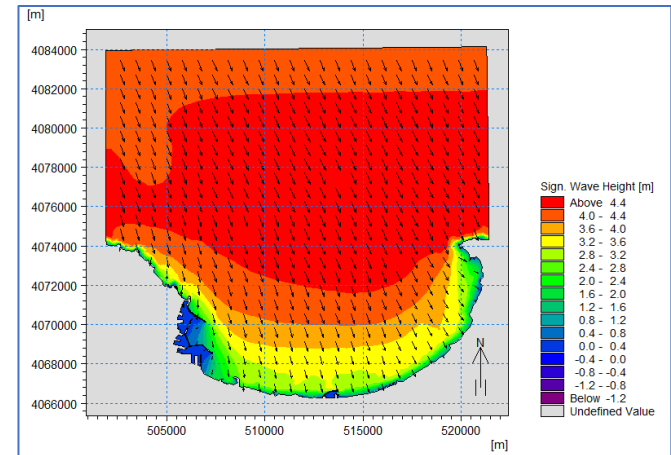 [m]
4084000
4082000
4080000
4078000
4076000
4074000
4072000
4070000
4068000
4066000
505000 510000 515000 520000
[m]
N
Sign. Wave Height [m]
Above 4.4
4.0 - 4.4
3.6 - 4.0
3.2 - 3.6
2.8 - 3.2
2.4 - 2.8
2.0 - 2.4
1.6 - 2.0
1.2 - 1.6
0.8 - 1.2
0.4 - 0.8
0.0 - 0.4
-0.4 - 0.0
-0.8 - -0.4
-1.2 - -0.8
Below -1.2
Undefined Value